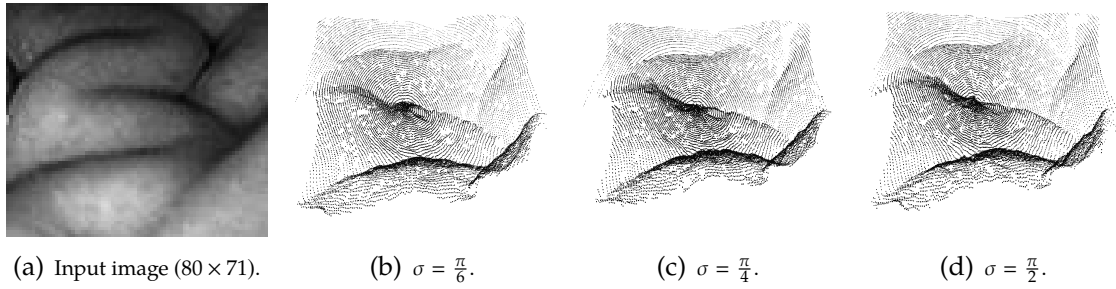 (a) Input image (80 × 71).
(b) σ = π/6.
(c) σ = π/4.
(d) σ = π/2.